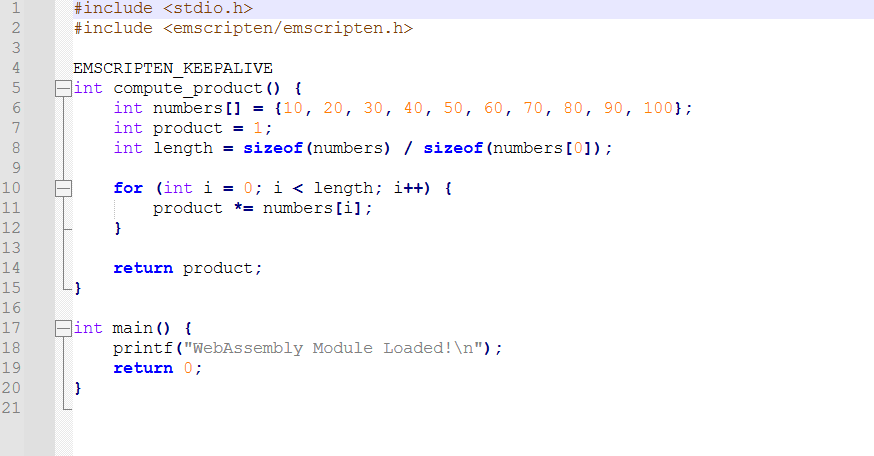 1 #include <stdio.h>
2 #include <emscripten/emscripten.h>
3
4 EMSCRIPTEN_KEEPALIVE
5 int compute_product() {
6     int numbers[] = {10, 20, 30, 40, 50, 60, 70, 80, 90, 100};
7     int product = 1;
8     int length = sizeof(numbers) / sizeof(numbers[0]);
9
10     for (int i = 0; i < length; i++) {
11         product *= numbers[i];
12     }
13
14     return product;
15 }
16
17 int main() {
18     printf("WebAssembly Module Loaded!\n");
19     return 0;
20 }
21